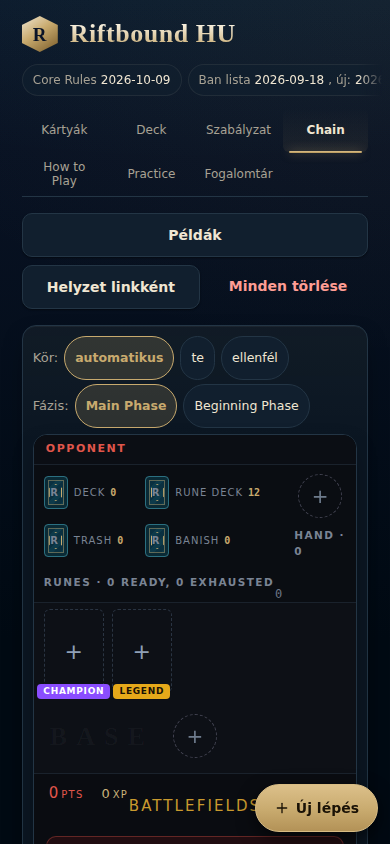 R Riftbound HU
Core Rules 2026-10-09 Ban lista 2026-09-18 , új: 202
Kártyák Deck Szabályzat Chain
How to Play Practice Fogalomtár
Példák
Helyzet linkként Minden törlése
Kör: automatikus te ellenfél
Fázis: Main Phase Beginning Phase
OPPONENT
R DECK 0 R RUNE DECK 12 +
R TRASH 0 R BANISH 0 HAND · 0
RUNES · 0 READY, 0 EXHAUSTED 0
+ +
CHAMPION LEGEND
BASE +
0 PTS 0 XP BATTLEFIELDS
+ Új lépés